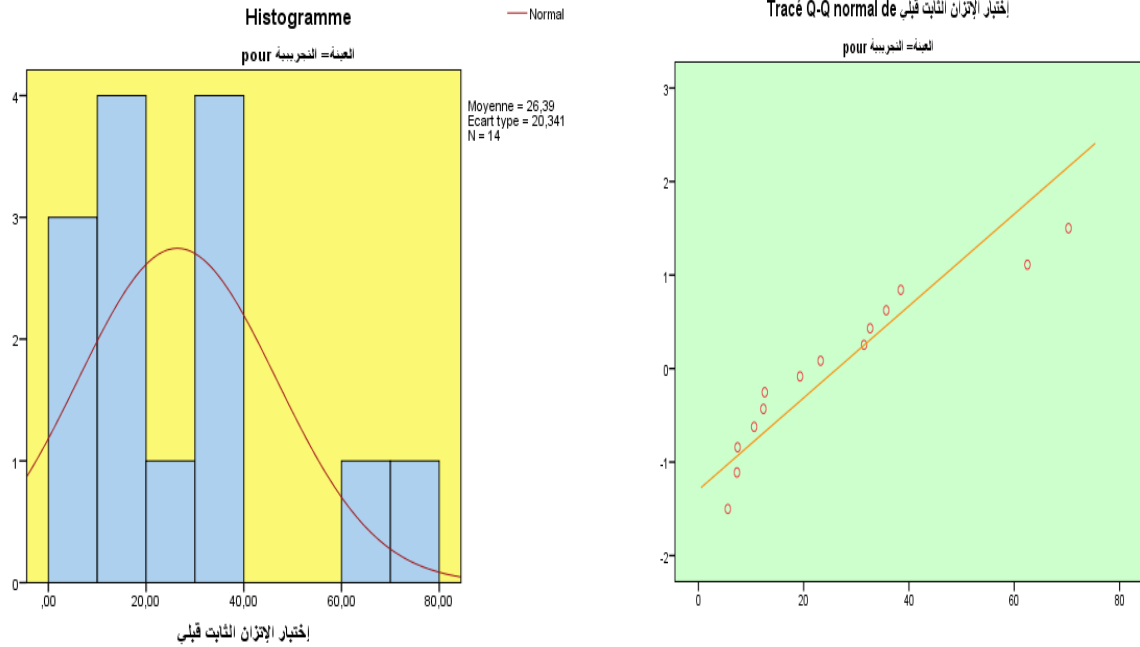 Histogramme
Normal
pour العينة= التجريبية
Moyenne = 26,39
Ecart type = 20,341
N = 14
4
3
2
1
0
,00 20,00 40,00 60,00 80,00
إختبار الإتزان الثابت قبلي
Tracé Q-Q normal de إختبار الإتزان الثابت قبلي
pour العينة= التجريبية
3
2
1
0
-1
-2
0 20 40 60 80